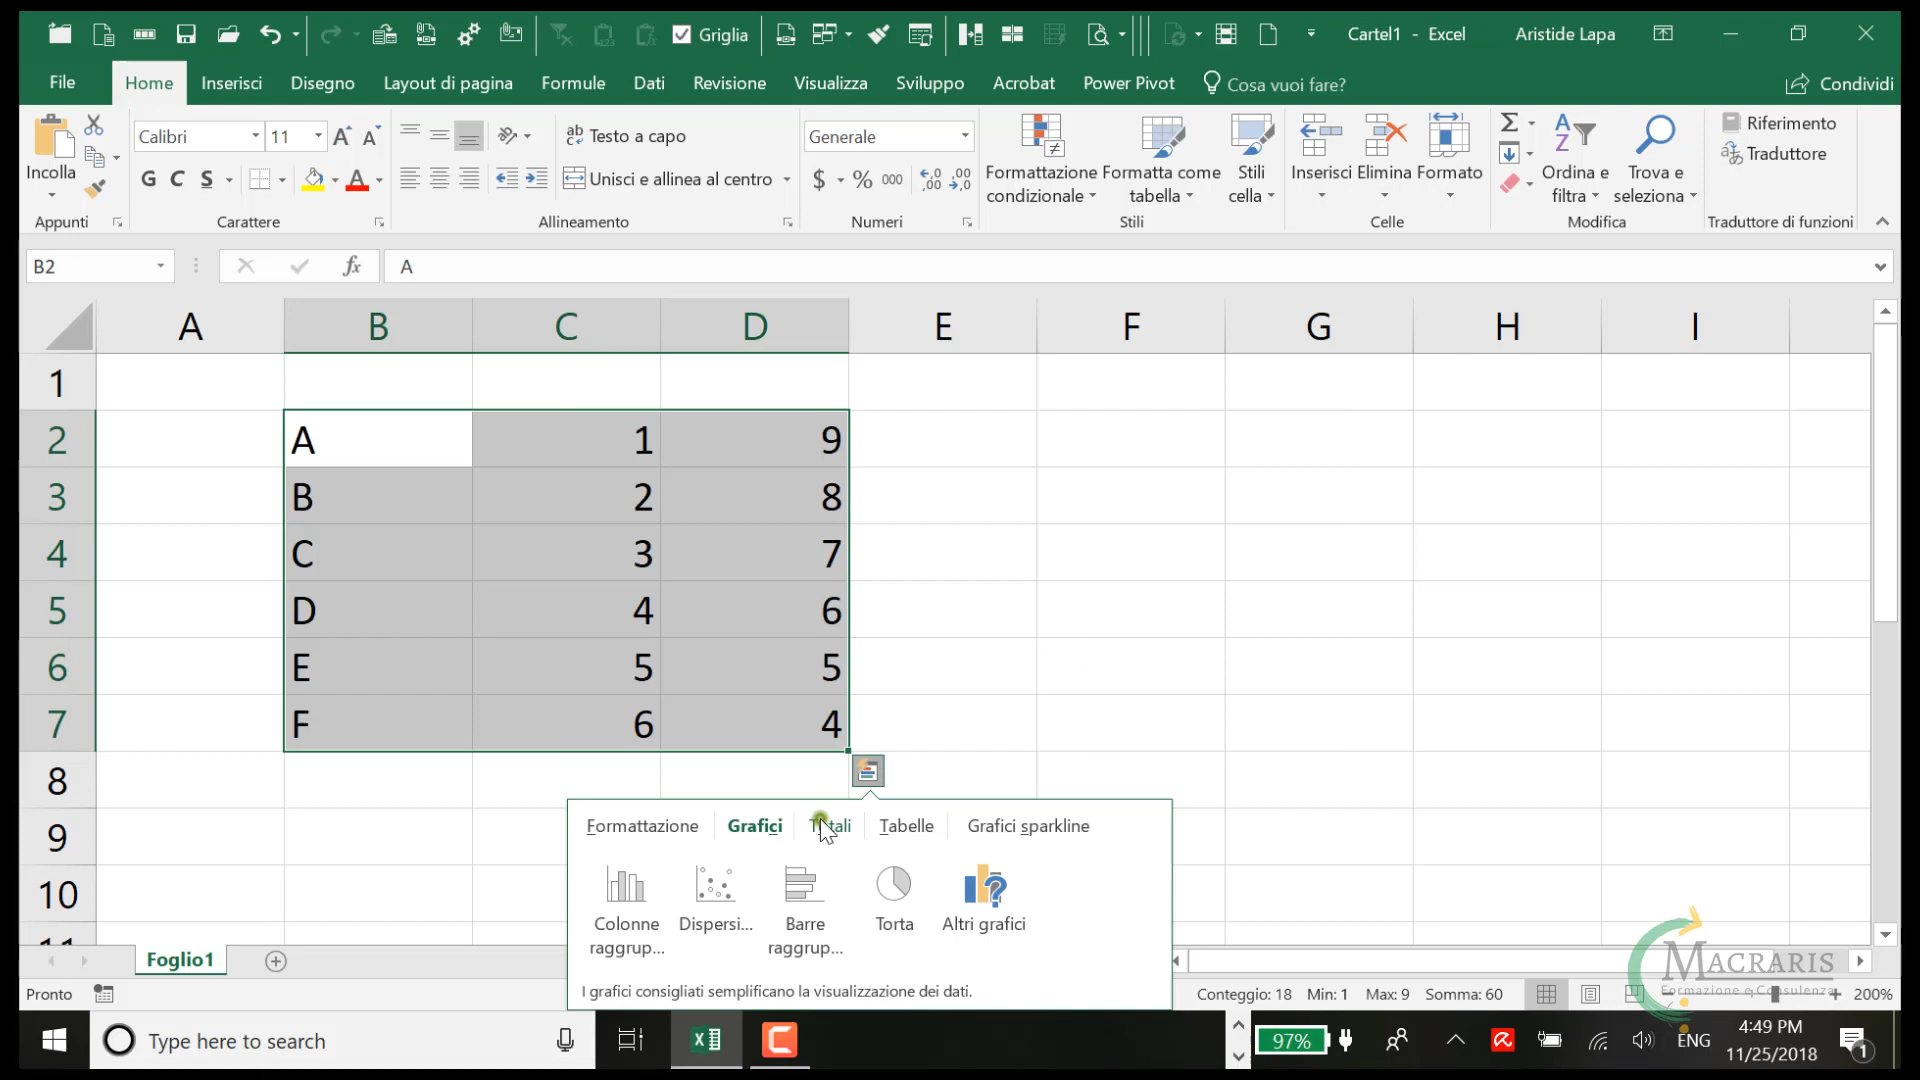 Griglia
Cartel1 - Excel
Aristide Lapa
File
Home
Inserisci
Disegno
Layout di pagina
Formule
Dati
Revisione
Visualizza
Sviluppo
Acrobat
Power Pivot
Cosa vuoi fare?
Condividi
Incolla
Appunti
Calibri
11
G C S
Carattere
Testo a capo
Unisci e allinea al centro
Allineamento
Generale
$ % 000
Numeri
Formattazione condizionale
Formatta come tabella
Stili cella
Stili
Inserisci
Elimina
Formato
Celle
Ordina e filtra
Trova e seleziona
Modifica
Riferimento
Traduttore
Traduttore di funzioni
B2
fx
A
A B C D E F G H I
1
2 A 1 9
3 B 2 8
4 C 3 7
5 D 4 6
6 E 5 5
7 F 6 4
8
9
10
11
Formattazione
Grafici
Tabelle
Grafici sparkline
Colonne raggrup...
Dispersi...
Barre raggrup...
Torta
Altri grafici
I grafici consigliati semplificano la visualizzazione dei dati.
Foglio1
Pronto
Conteggio: 18
Min: 1
Max: 9
Somma: 60
200%
MACRARIS
Formazione e Consulenza
Type here to search
97%
ENG
4:49 PM
11/25/2018
1